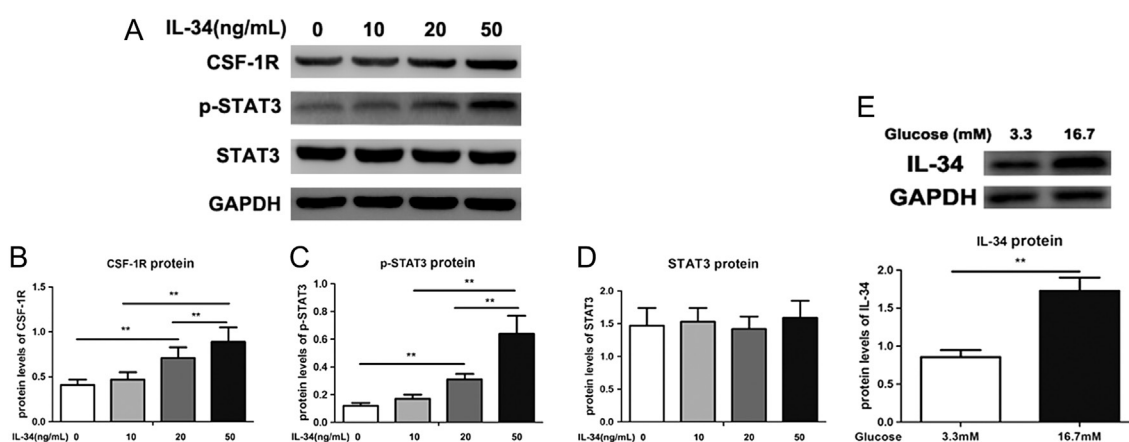 A
IL-34(ng/mL) 0 10 20 50
CSF-1R
p-STAT3
STAT3
GAPDH
E
Glucose (mM) 3.3 16.7
IL-34
GAPDH
B
CSF-1R protein
protein levels of CSF-1R
1.5
1.0
0.5
0.0
**
**
**
IL-34(ng/mL) 0 10 20 50
C
p-STAT3 protein
protein levels of p-STAT3
1.0
0.8
0.6
0.4
0.2
0.0
**
**
**
IL-34(ng/mL) 0 10 20 50
D
STAT3 protein
protein levels of STAT3
2.0
1.5
1.0
0.5
0.0
IL-34(ng/mL) 0 10 20 50
IL-34 protein
protein levels of IL-34
2.0
1.5
1.0
0.5
0.0
**
Glucose 3.3mM 16.7mM